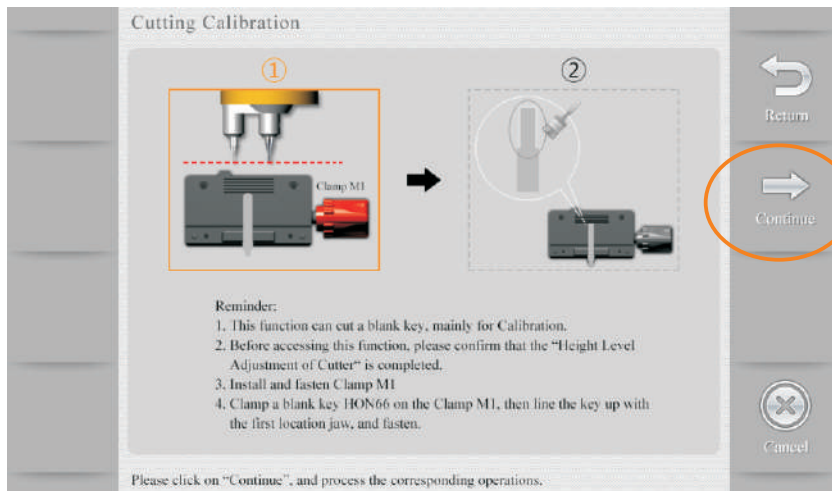 Cutting Calibration
①
②
Clamp M1
Return
Continue
Reminder:
1. This function can cut a blank key, mainly for Calibration.
2. Before accessing this function, please confirm that the “Height Level
Adjustment of Cutter“ is completed.
3. Install and fasten Clamp M1
4. Clamp a blank key HON66 on the Clamp M1, then line the key up with
the first location jaw, and fasten.
Cancel
Please click on “Continue”, and process the corresponding operations.